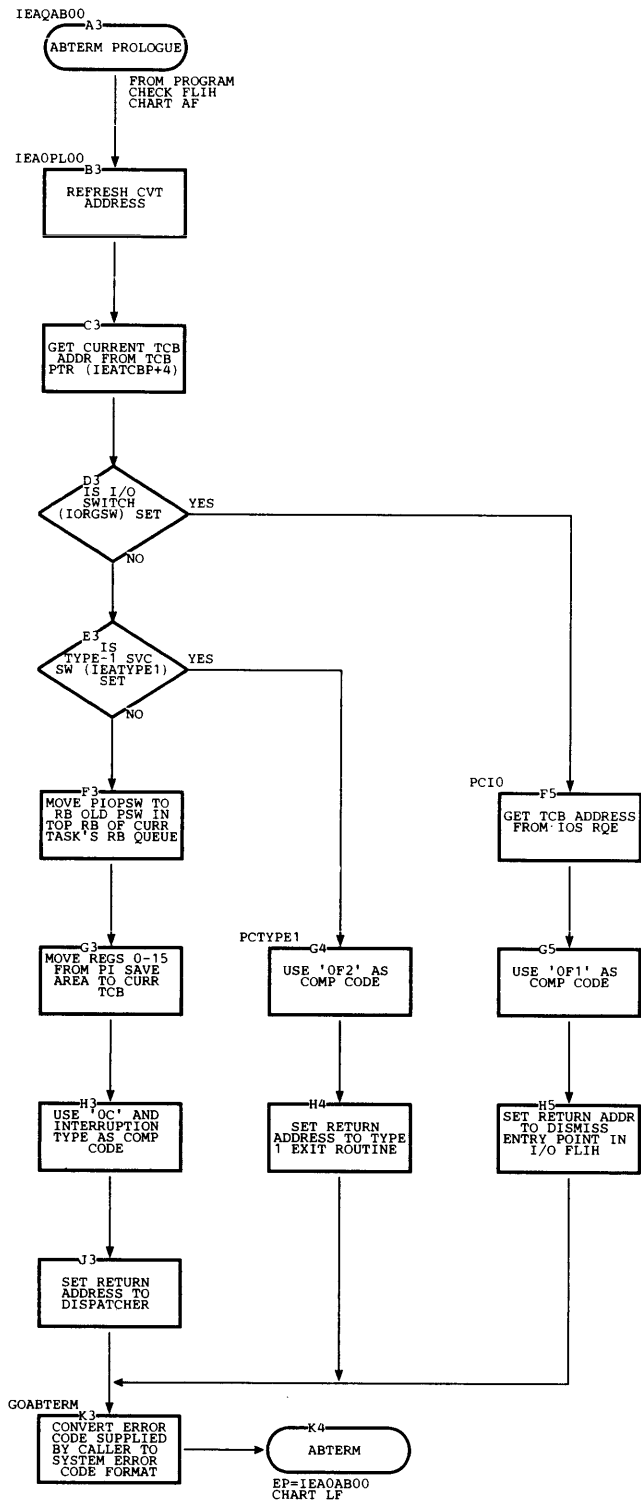 IEAQAB00
A3
ABTERM PROLOGUE
FROM PROGRAM
CHECK FLIH
CHART AF
IEA0PL00
B3
REFRESH CVT
ADDRESS
C3
GET CURRENT TCB
ADDR FROM TCB
PTR (IEATCBP+4)
D3
IS I/O
SWITCH
(IORGSW) SET
YES
NO
E3
IS
TYPE-1 SVC
SW (IEATYPE1)
SET
YES
NO
F3
MOVE PIOPSW TO
RB OLD PSW IN
TOP RB OF CURR
TASK'S RB QUEUE
PCIO
F5
GET TCB ADDRESS
FROM IOS RQE
G3
MOVE REGS 0-15
FROM PI SAVE
AREA TO CURR
TCB
PCTYPE1
G4
USE '0F2' AS
COMP CODE
G5
USE '0F1' AS
COMP CODE
H3
USE '0C' AND
INTERRUPTION
TYPE AS COMP
CODE
H4
SET RETURN
ADDRESS TO TYPE
1 EXIT ROUTINE
H5
SET RETURN ADDR
TO DISMISS
ENTRY POINT IN
I/O FLIH
J3
SET RETURN
ADDRESS TO
DISPATCHER
GOABTERM
K3
CONVERT ERROR
CODE SUPPLIED
BY CALLER TO
SYSTEM ERROR
CODE FORMAT
K4
ABTERM
EP=IEA0AB00
CHART LF